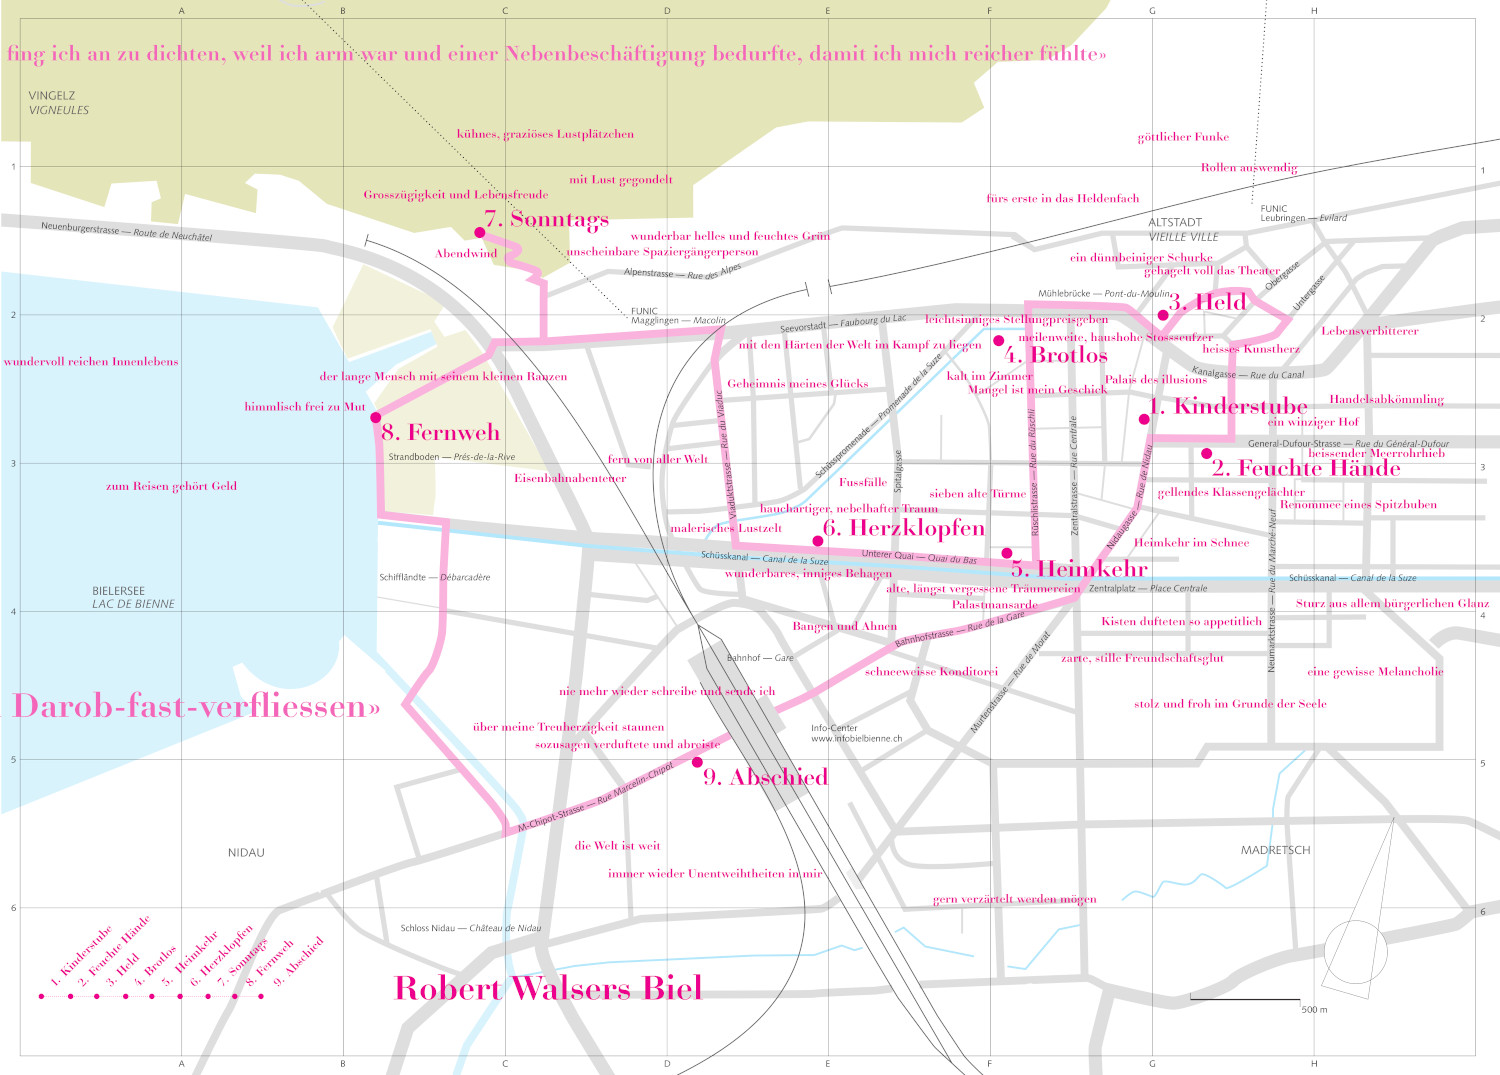 A B C D E F G H
fing ich an zu dichten, weil ich arm war und einer Nebenbeschäftigung bedurfte, damit ich mich reicher fühlte»
VINGELZ
VIGNEULES
kühnes, graziöses Lustplätzchen
göttlicher Funke
1
Rollen auswendig
1
mit Lust gegondelt
Grosszügigkeit und Lebensfreude
fürs erste in das Heldenfach
7. Sonntags
FUNIC
Leubringen — Evilard
ALTSTADT
VIEILLE VILLE
Neuenburgerstrasse — Route de Neuchâtel
wunderbar helles und feuchtes Grün
Abendwind
unscheinbare Spaziergängerperson
ein dünnbeiniger Schurke
Alpenstrasse — Rue des Alpes
gehagelt voll das Theater
Obergasse
Untergasse
Mühlebrücke — Pont-du-Moulin
3. Held
FUNIC
Magglingen — Macolin
2
Seevorstadt — Faubourg du Lac
leichtsinniges Stellungpreisgeben
2
Lebensverbitterer
meilenweite, haushohe Stossseufzer
mit den Härten der Welt im Kampf zu liegen
heisses Kunstherz
4. Brotlos
wundervoll reichen Innenlebens
der lange Mensch mit seinem kleinen Ranzen
Kanalgasse — Rue du Canal
kalt im Zimmer
Palais des illusions
Geheimnis meines Glücks
Mangel ist mein Geschick
Schüsspromenade — Promenade de la Suze
Handelsabkömmling
himmlisch frei zu Mut
1. Kinderstube
ein winziger Hof
8. Fernweh
General-Dufour-Strasse — Rue du Général-Dufour
beissender Meerrohrhieb
Strandboden — Prés-de-la-Rive
fern von aller Welt
3
2. Feuchte Hände
3
Viaduktstrasse — Rue du Viaduc
Spitalgasse
Rüschlistrasse — Rue du Rüschli
Zentralstrasse — Rue Centrale
Nidaugasse — Rue de Nidau
Eisenbahnabenteuer
Fussfälle
zum Reisen gehört Geld
sieben alte Türme
gellendes Klassengelächter
Renommee eines Spitzbuben
hauchartiger, nebelhafter Traum
malerisches Lustzelt
6. Herzklopfen
Heimkehr im Schnee
Schüsskanal — Canal de la Suze
Unterer Quai — Quai du Bas
5. Heimkehr
Schifflände — Débarcadère
wunderbares, inniges Behagen
Schüsskanal — Canal de la Suze
BIELERSEE
LAC DE BIENNE
alte, längst vergessene Träumereien
Zentralplatz — Place Centrale
Palastmansarde
Sturz aus allem bürgerlichen Glanz
4
4
Neumarktstrasse — Rue du Marché-Neuf
Bangen und Ahnen
Bahnhofstrasse — Rue de la Gare
Kisten dufteten so appetitlich
Murtenstrasse — Rue de Morat
Bahnhof — Gare
zarte, stille Freundschaftsglut
schneeweisse Konditorei
eine gewisse Melancholie
nie mehr wieder schreibe und sende ich
Darob-fast-verfliessen»
stolz und froh im Grunde der Seele
über meine Treuherzigkeit staunen
Info-Center
www.infobielbienne.ch
sozusagen verduftete und abreiste
5
5
9. Abschied
M-Chipot-Strasse — Rue Marcelin-Chipot
NIDAU
die Welt ist weit
MADRETSCH
immer wieder Unentweihtheiten in mir
gern verzärtelt werden mögen
6
6
Schloss Nidau — Château de Nidau
1. Kinderstube
2. Feuchte Hände
3. Held
4. Brotlos
5. Heimkehr
6. Herzklopfen
7. Sonntags
8. Fernweh
9. Abschied
Robert Walsers Biel
500 m
A B C D E F G H